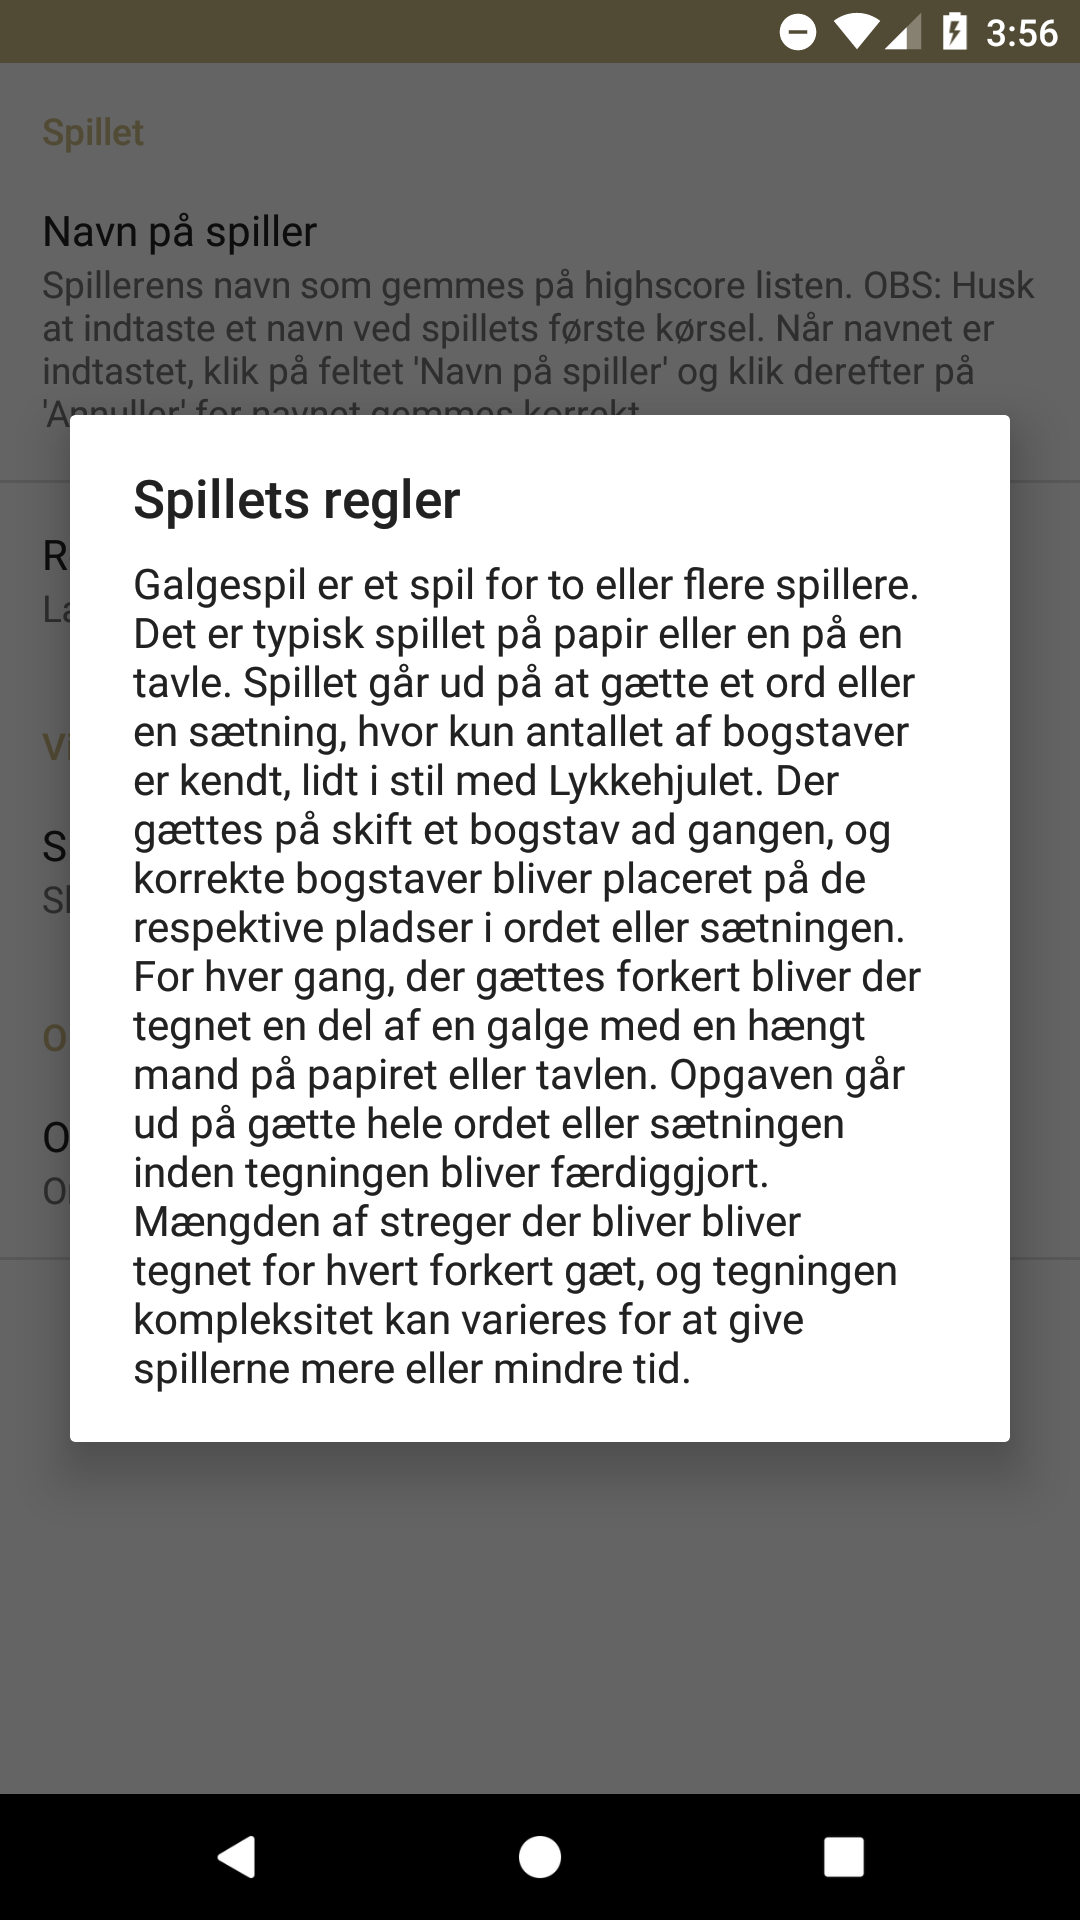 3:56
Spillet
Navn på spiller
Spillerens navn som gemmes på highscore listen. OBS: Husk
at indtaste et navn ved spillets første kørsel. Når navnet er
indtastet, klik på feltet 'Navn på spiller' og klik derefter på
'Annuller' for navnet gemmes korrekt.
Spillets regler
Galgespil er et spil for to eller flere spillere.
Det er typisk spillet på papir eller en på en
tavle. Spillet går ud på at gætte et ord eller
en sætning, hvor kun antallet af bogstaver
er kendt, lidt i stil med Lykkehjulet. Der
gættes på skift et bogstav ad gangen, og
korrekte bogstaver bliver placeret på de
respektive pladser i ordet eller sætningen.
For hver gang, der gættes forkert bliver der
tegnet en del af en galge med en hængt
mand på papiret eller tavlen. Opgaven går
ud på gætte hele ordet eller sætningen
inden tegningen bliver færdiggjort.
Mængden af streger der bliver bliver
tegnet for hvert forkert gæt, og tegningen
kompleksitet kan varieres for at give
spillerne mere eller mindre tid.